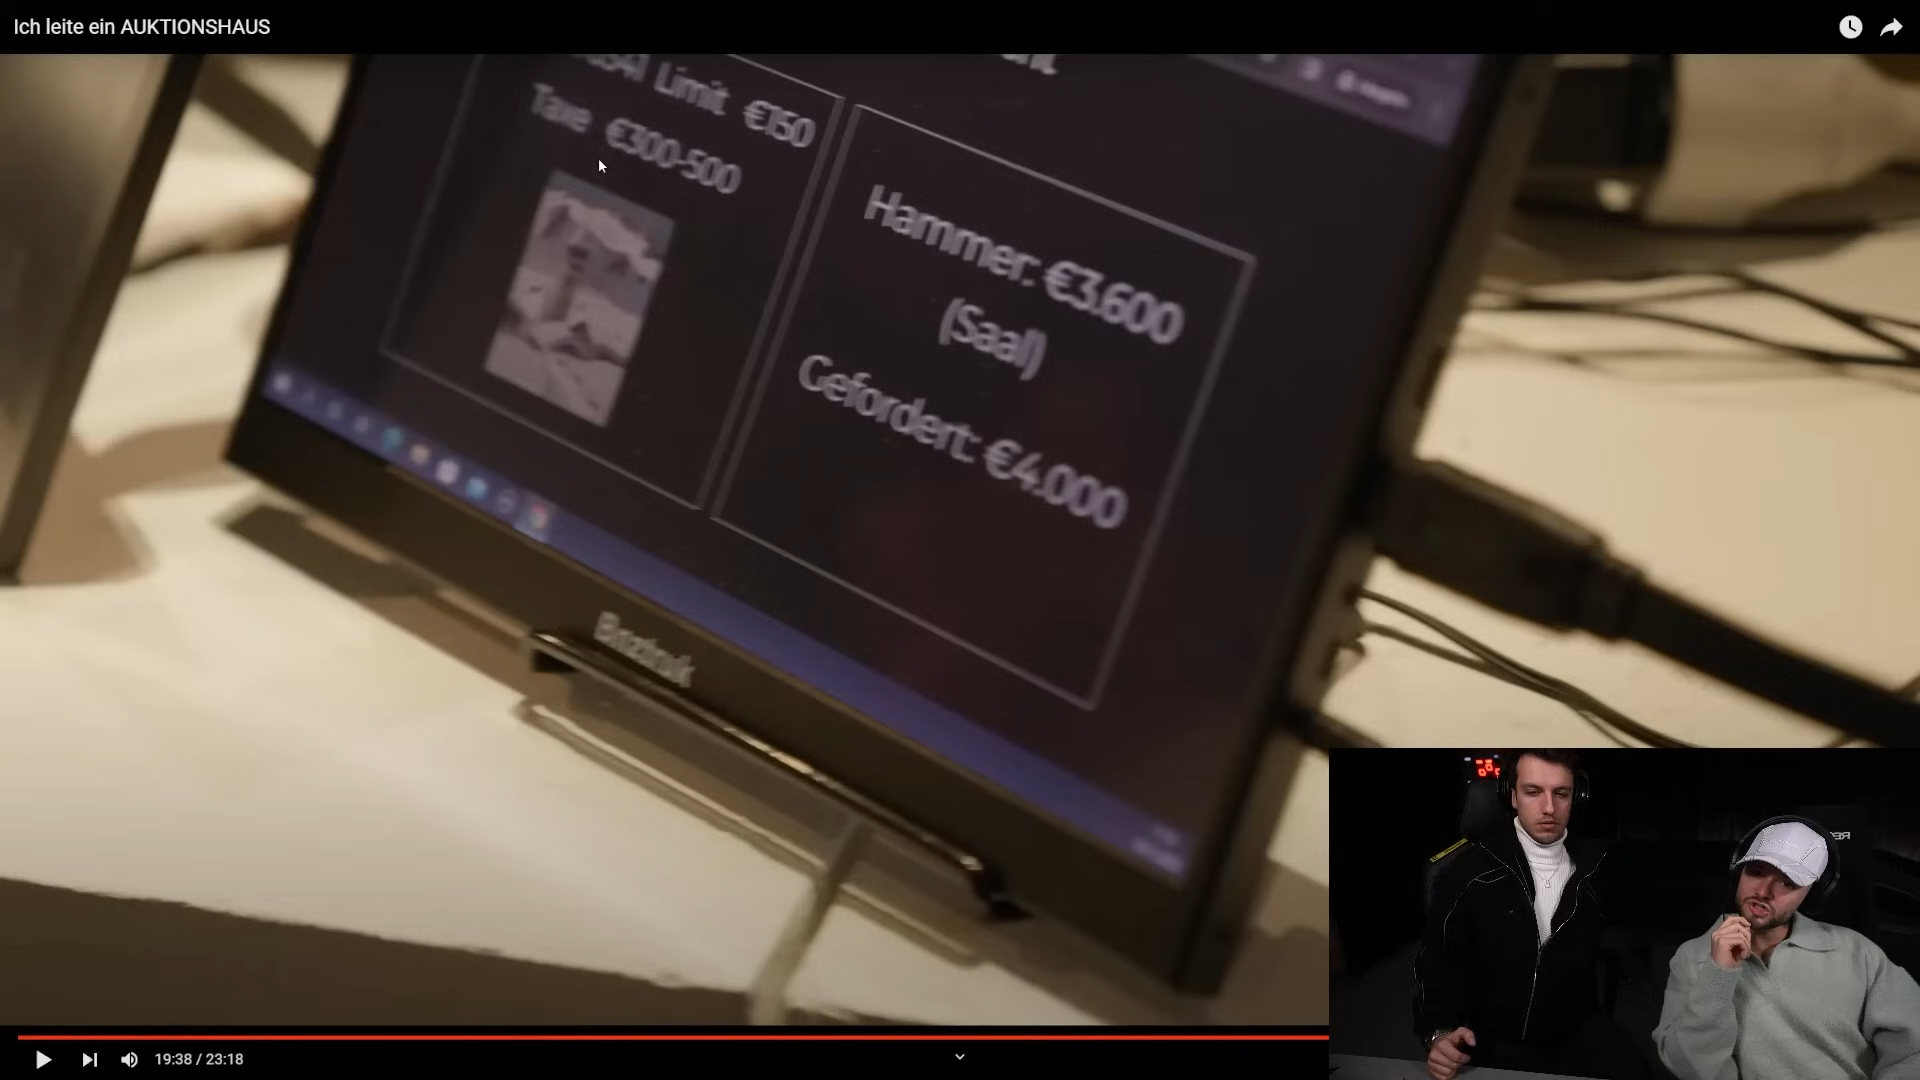 Ich leite ein AUKTIONSHAUS
Limit €150
Taxe €300-500
Hammer: €3.600
(Saal)
Gefordert: €4.000
19:38 / 23:18